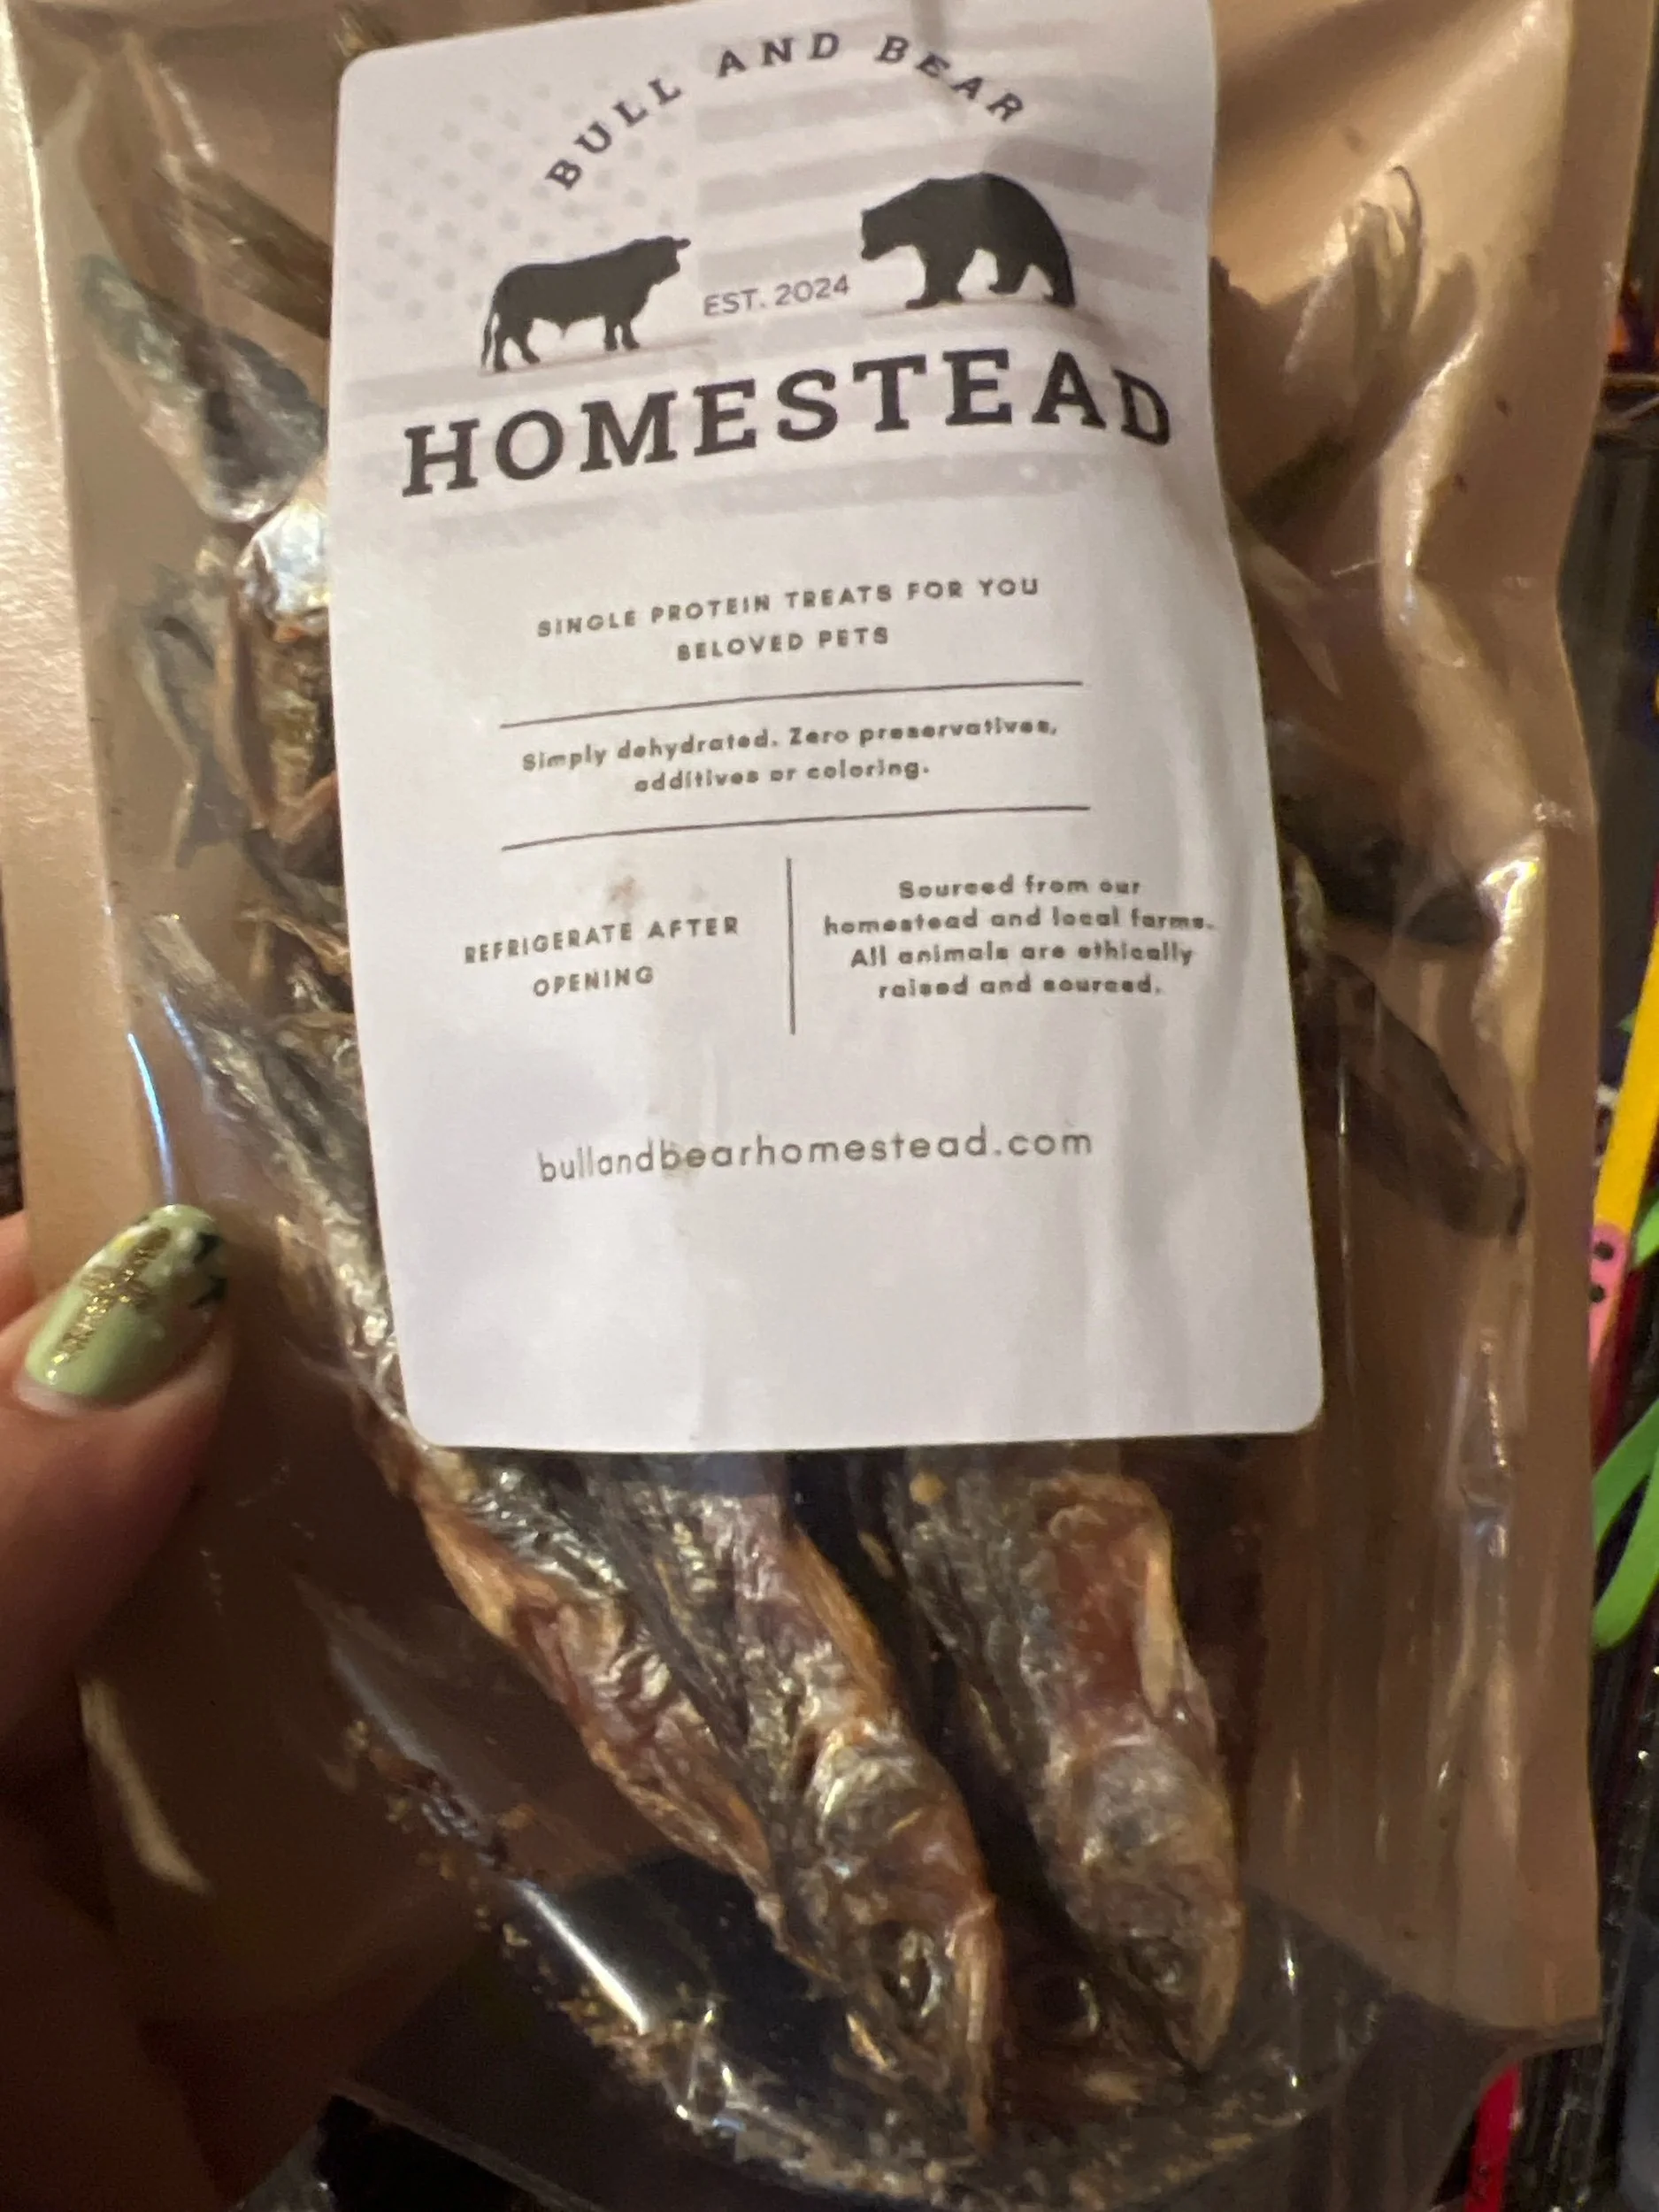 BULL AND BEAR
EST. 2024
HOMESTEAD
SINGLE PROTEIN TREATS FOR YOU
BELOVED PETS
Simply dehydrated. Zero preservatives,
additives or coloring.
REFRIGERATE AFTER
OPENING
Sourced from our
homestead and local farms.
All animals are ethically
raised and sourced.
bullandbearhomestead.com